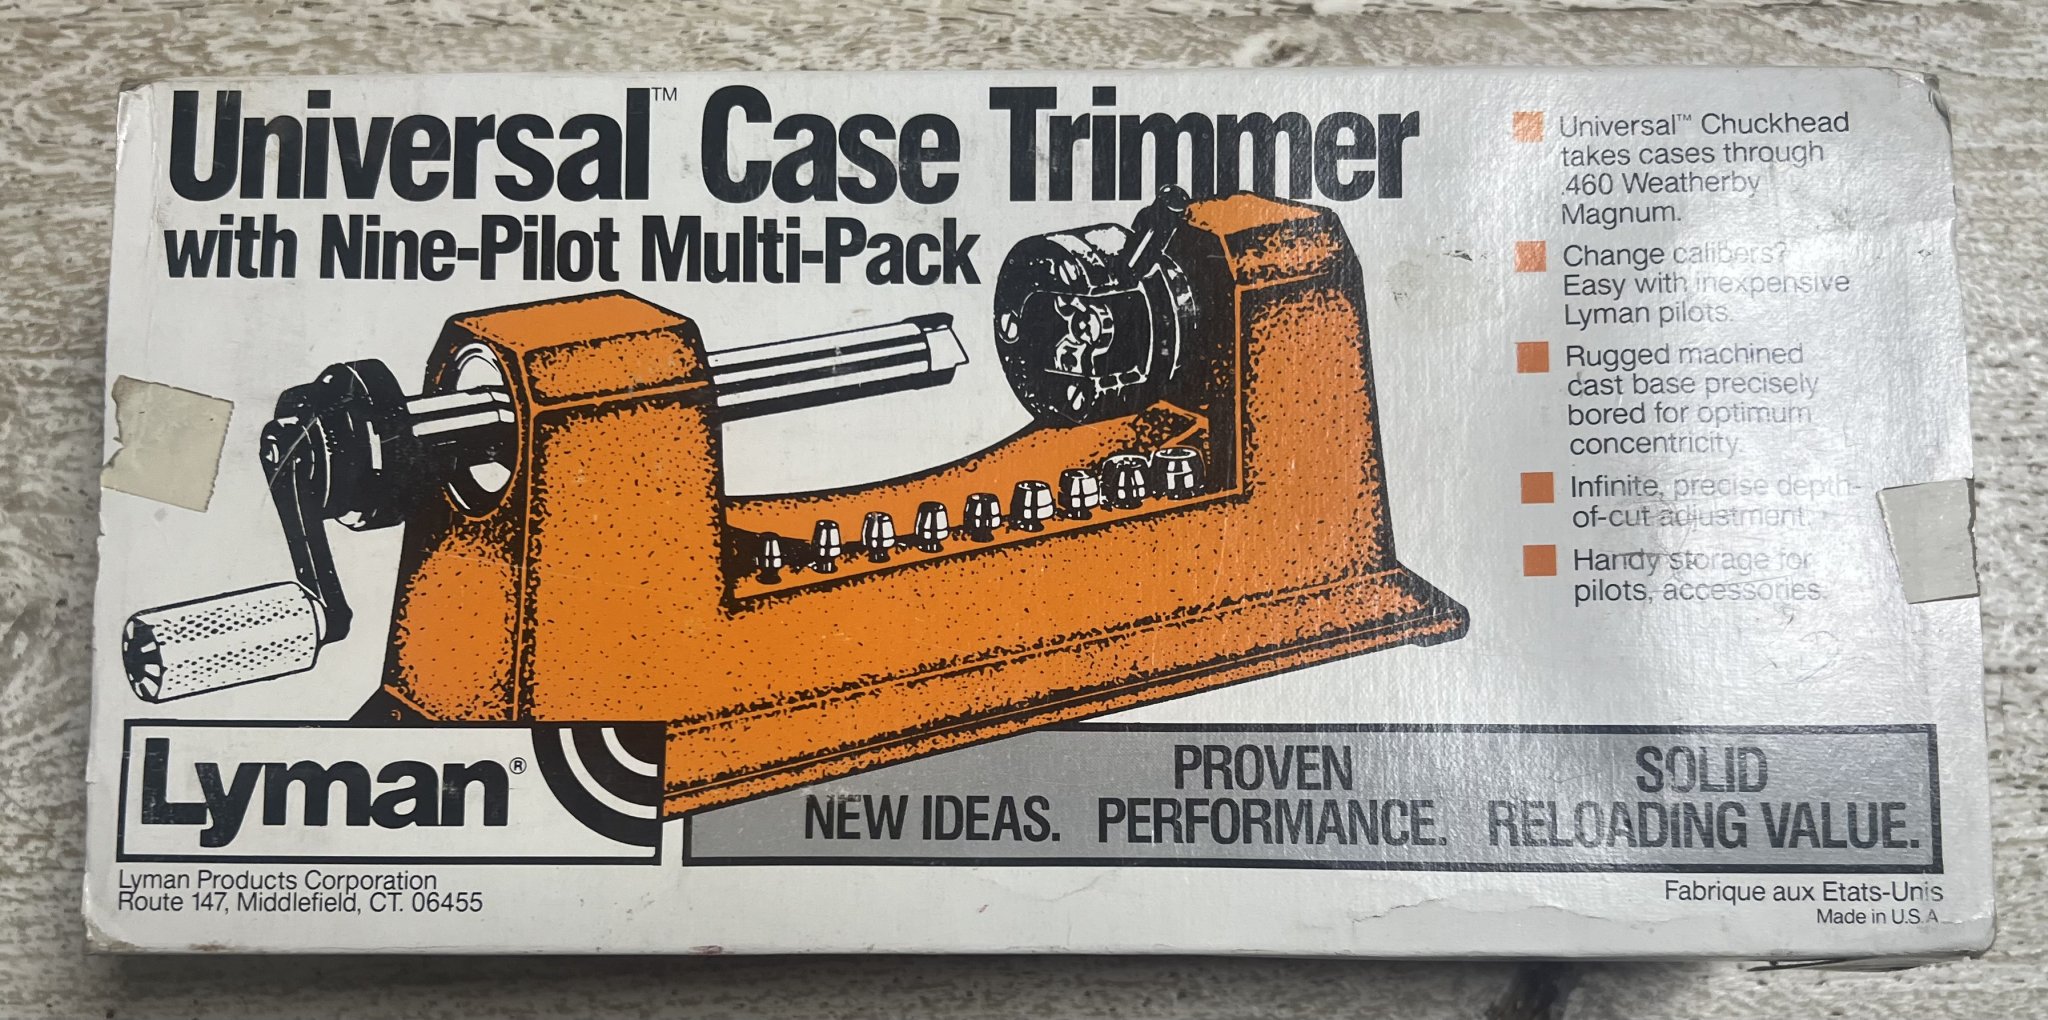 Universal™ Case Trimmer
with Nine-Pilot Multi-Pack
Universal™ Chuckhead
takes cases through
.460 Weatherby
Magnum.
Change calibers?
Easy with inexpensive
Lyman pilots.
Rugged machined
cast base precisely
bored for optimum
concentricity.
Infinite, precise depth-
of-cut adjustment.
Handy storage for
pilots, accessories.
Lyman®
NEW IDEAS.
PROVEN
PERFORMANCE.
SOLID
RELOADING VALUE.
Lyman Products Corporation
Route 147, Middlefield, CT. 06455
Fabrique aux Etats-Unis
Made in U.S.A.